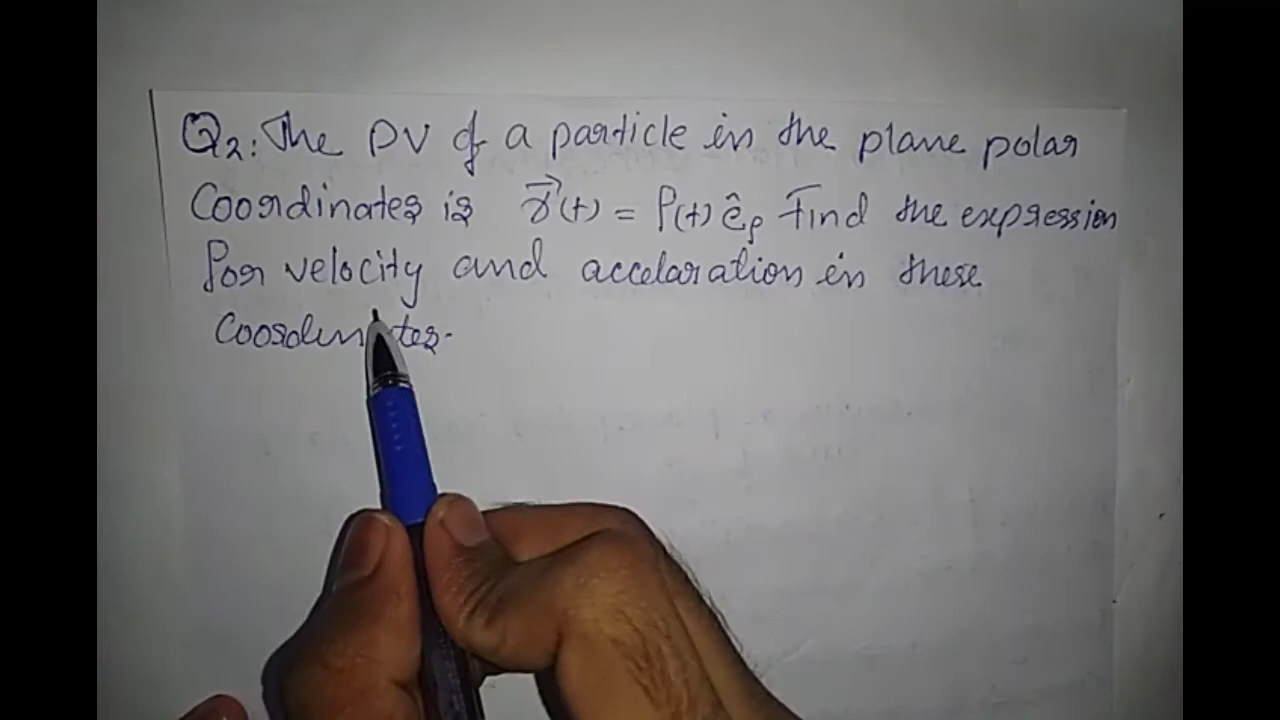 Q2: The PV of a particle in the plane polar
Coordinates is r⃗(t) = ρ(t) ê_ρ Find the expression
for velocity and accelaration in these
Coordinates.